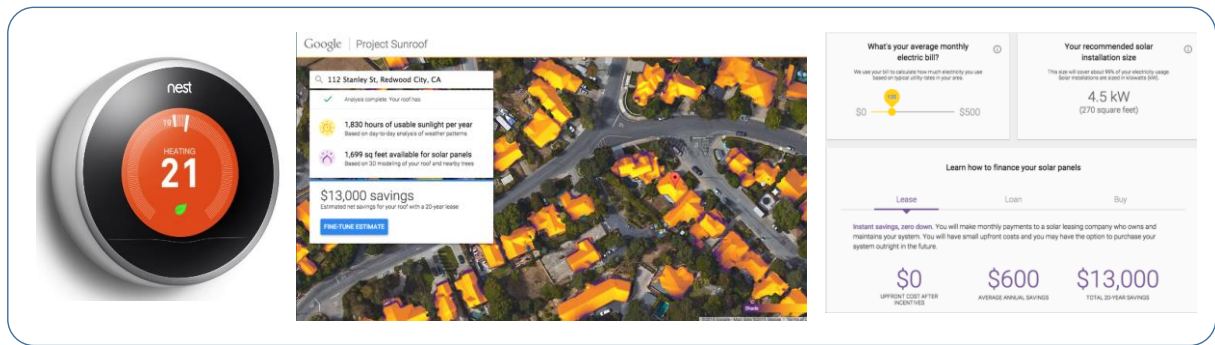 nest
19
HEATING
21
Google | Project Sunroof
112 Stanley St, Redwood City, CA
Analysis complete. Your roof has:
1,830 hours of usable sunlight per year
Based on day-to-day analysis of weather patterns
1,699 sq feet available for solar panels
Based on 3D modeling of your roof and nearby trees
$13,000 savings
Estimated net savings for your roof with a 20-year lease
FINE-TUNE ESTIMATE
Shade
What's your average monthly
electric bill?
We use your bill to calculate how much electricity you use
based on typical utility rates in your area.
$0
$500
Your recommended solar
installation size
This size will cover about 99% of your electricity usage.
Solar installations are sized in kilowatts (kW).
4.5 kW
(270 square feet)
Learn how to finance your solar panels
Lease
Loan
Buy
Instant savings, zero down. You will make monthly payments to a solar leasing company who owns and
maintains your system. You will have small upfront costs and you may have the option to purchase your
system outright in the future.
$0
UPFRONT COST AFTER
INCENTIVES
$600
AVERAGE ANNUAL SAVINGS
$13,000
TOTAL 20-YEAR SAVINGS